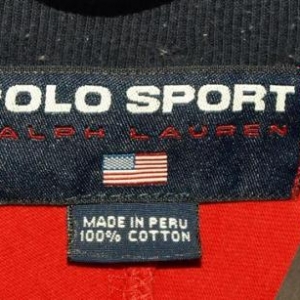 POLO SPORT
RALPH LAUREN
MADE IN PERU
100% COTTON